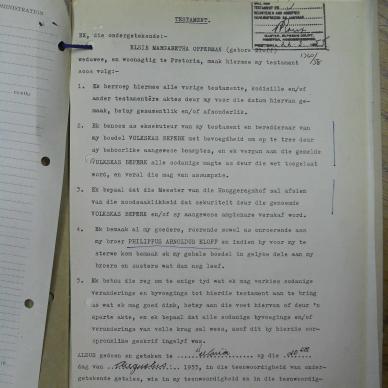 TESTAMENT.
EK, die ondergetekende:-
ELSIE MARGARETHA OPPERMAN (gebore Eloff)
weduwee, en woonagtig te Pretoria, maak hiermee my testament
soos volg:-
1. Ek herroep hiermee alle vorige testamente, kodisille en/of
ander testamentêre aktes deur my voor die datum hiervan ge-
maak, beide gesamentlik en/of afsonderlik.
2. Ek benoem as eksekuteur van my testament en beredderaar van
my boedel VOLKSKAS BEPERK met bevoegdheid om op te tree deur
sy behoorlike aangewese beampte, en ek vergun aan die gemelde
VOLKSKAS BEPERK alle sodanige magte as deur die wet toegelaat
word, en veral die mag van assumpsie.
3. Ek bepaal dat die Meester van die Hooggeregshof sal afsien
van die noodsaaklikheid dat sekuriteit deur die genoemde
VOLKSKAS BEPERK en/of sy aangewese amptenare verskaf word.
4. Ek bemaak al my goedere, roerende sowel as onroerende aan
my broer PHILIPPUS ARNOLDUS ELOFF en indien hy voor my te
sterwe kom bemaak ek my gehele boedel in gelyke dele aan my
broers en susters wat dan nog leef.
5. Ek behou die reg om te enige tyd wat ek mag verkies sodanige
veranderings en byvoegings tot hierdie testament aan te bring
as wat ek mag goed dink, betsy aan die voet hiervan of deur 'n
aparte akte, en ek bepaal dat alle sodanige byvoegings en/of
veranderings van volle krag sal wees, asof dit by hierdie oor-
spronklike geskrif ingelyf was.
ALDUS gedoen en geteken te Pretoria op die
dag van Augustus 1955, in die teenwoordigheid van onder-
getekende getuies, wie in my teenwoordigheid en in die teenwoor-